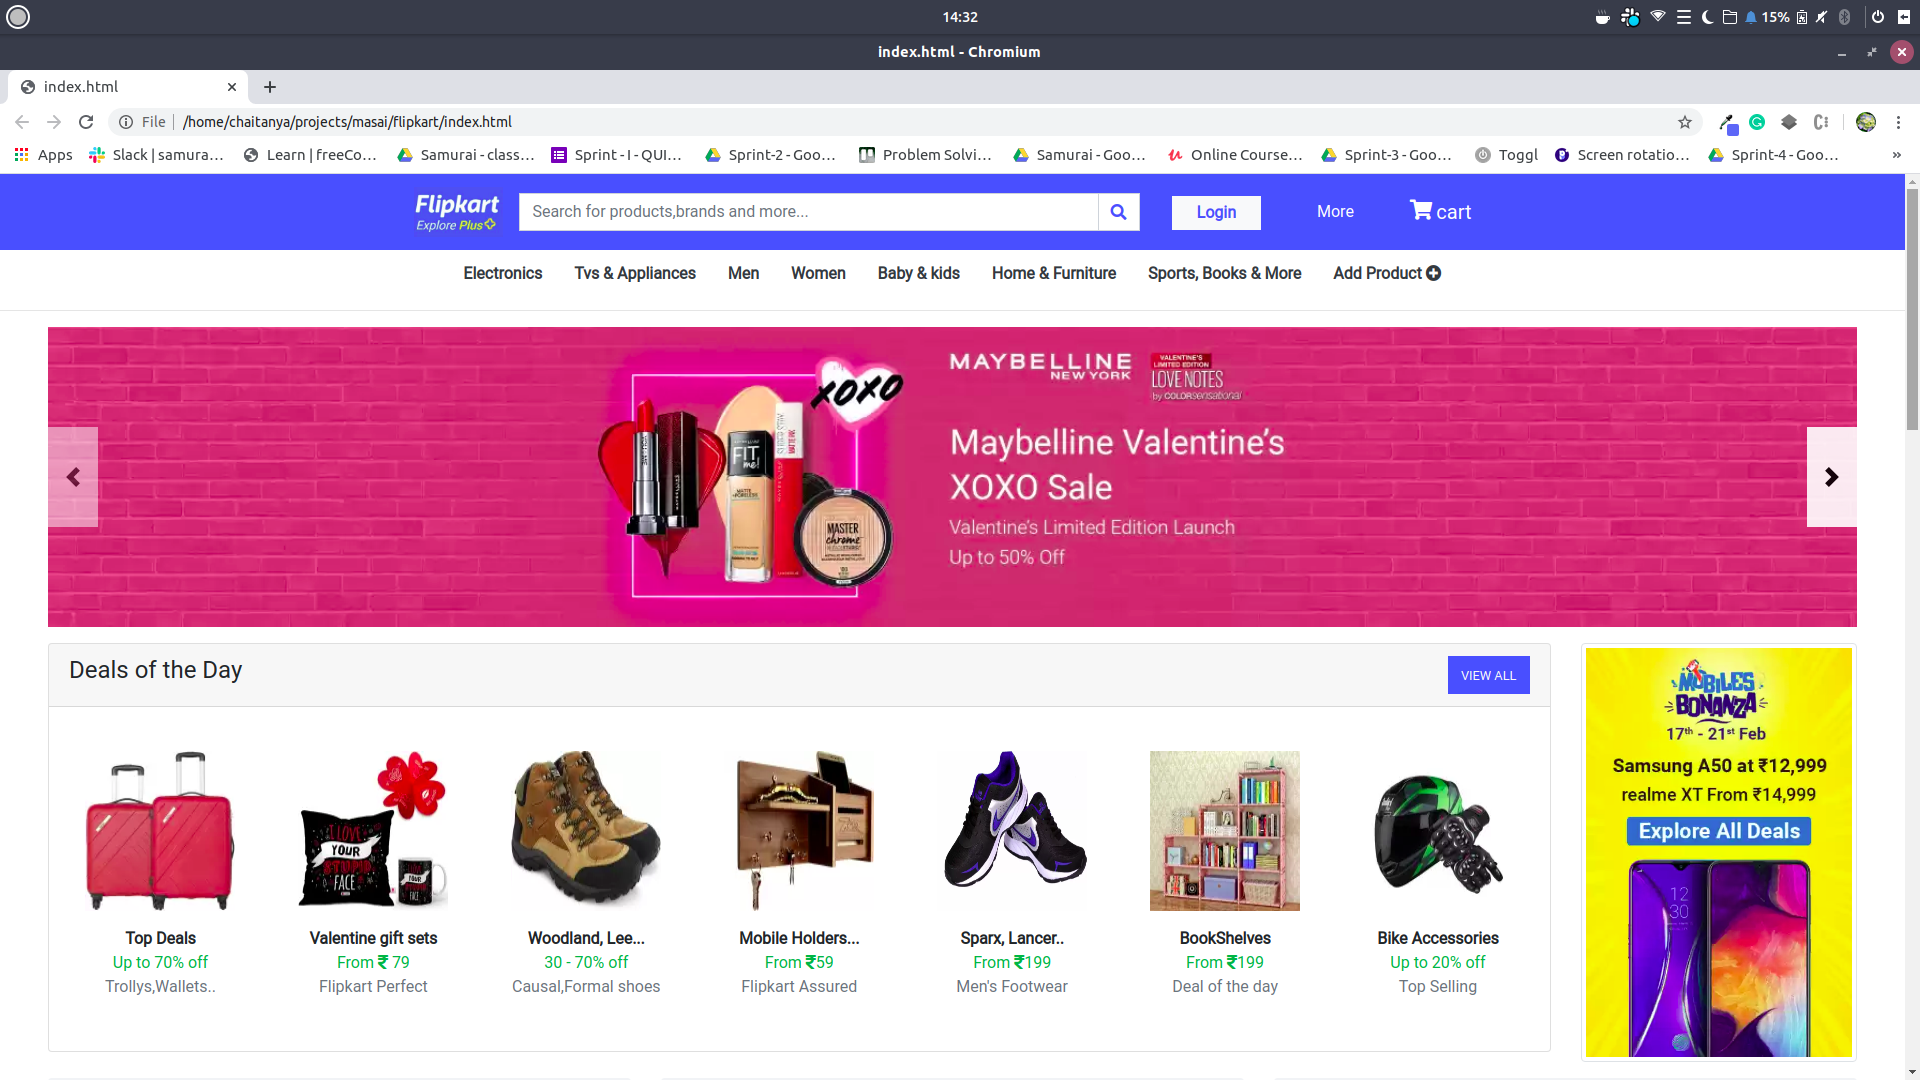 14:32
15%
index.html - Chromium
index.html
File
/home/chaitanya/projects/masai/flipkart/index.html
Apps
Slack | samura...
Learn | freeCo...
Samurai - class...
Sprint - I - QUI...
Sprint-2 - Goo...
Problem Solvi...
Samurai - Goo...
Online Course...
Sprint-3 - Goo...
Toggl
Screen rotatio...
Sprint-4 - Goo...
»
Flipkart
Explore Plus
Search for products,brands and more...
Login
More
cart
Electronics
Tvs & Appliances
Men
Women
Baby & kids
Home & Furniture
Sports, Books & More
Add Product
XOXO
FIT
me!
MATTE
MASTER
chrome
MAYBELLINE
NEW YORK
VALENTINE'S
LIMITED EDITION
LOVE NOTES
by COLORsensational
Maybelline Valentine's
XOXO Sale
Valentine's Limited Edition Launch
Up to 50% Off
Deals of the Day
VIEW ALL
I LOVE
YOUR
STUPID
FACE
YOUR
FACE
Top Deals
Up to 70% off
Trollys,Wallets..
Valentine gift sets
From ₹ 79
Flipkart Perfect
Woodland, Lee...
30 - 70% off
Causal,Formal shoes
Mobile Holders...
From ₹59
Flipkart Assured
Sparx, Lancer..
From ₹199
Men's Footwear
BookShelves
From ₹199
Deal of the day
Bike Accessories
Up to 20% off
Top Selling
MOBILES
BONANZA
17th - 21st Feb
Samsung A50 at ₹12,999
realme XT From ₹14,999
Explore All Deals
12
30